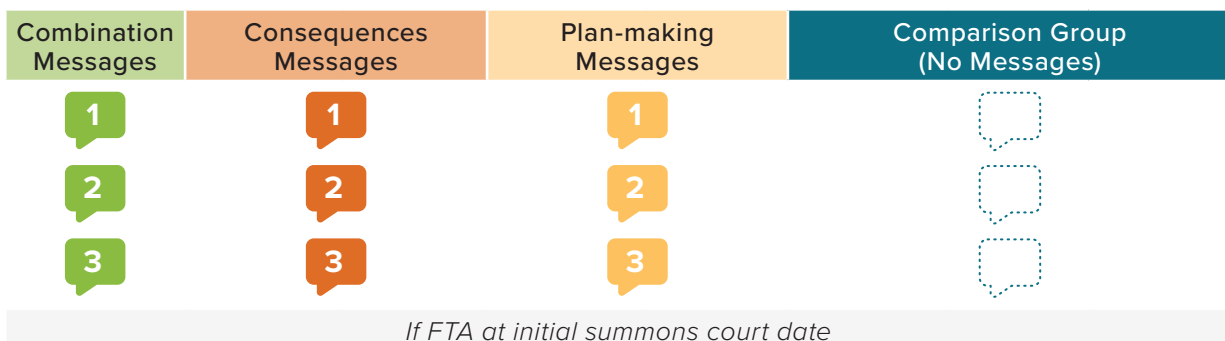 Combination Messages
Consequences Messages
Plan-making Messages
Comparison Group (No Messages)
1 1 1
2 2 2
3 3 3
If FTA at initial summons court date